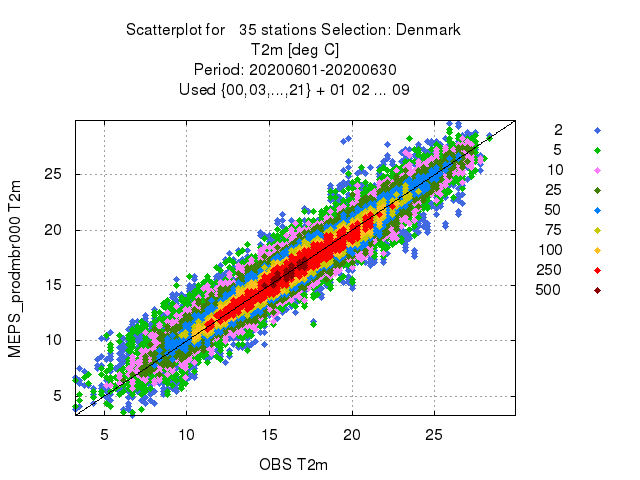 Scatterplot for 35 stations Selection: Denmark
T2m [deg C]
Period: 20200601-20200630
Used {00,03,...,21} + 01 02 ... 09
MEPS_prodmbr000 T2m
25
20
15
10
5
5 10 15 20 25
OBS T2m
2
5
10
25
50
75
100
250
500